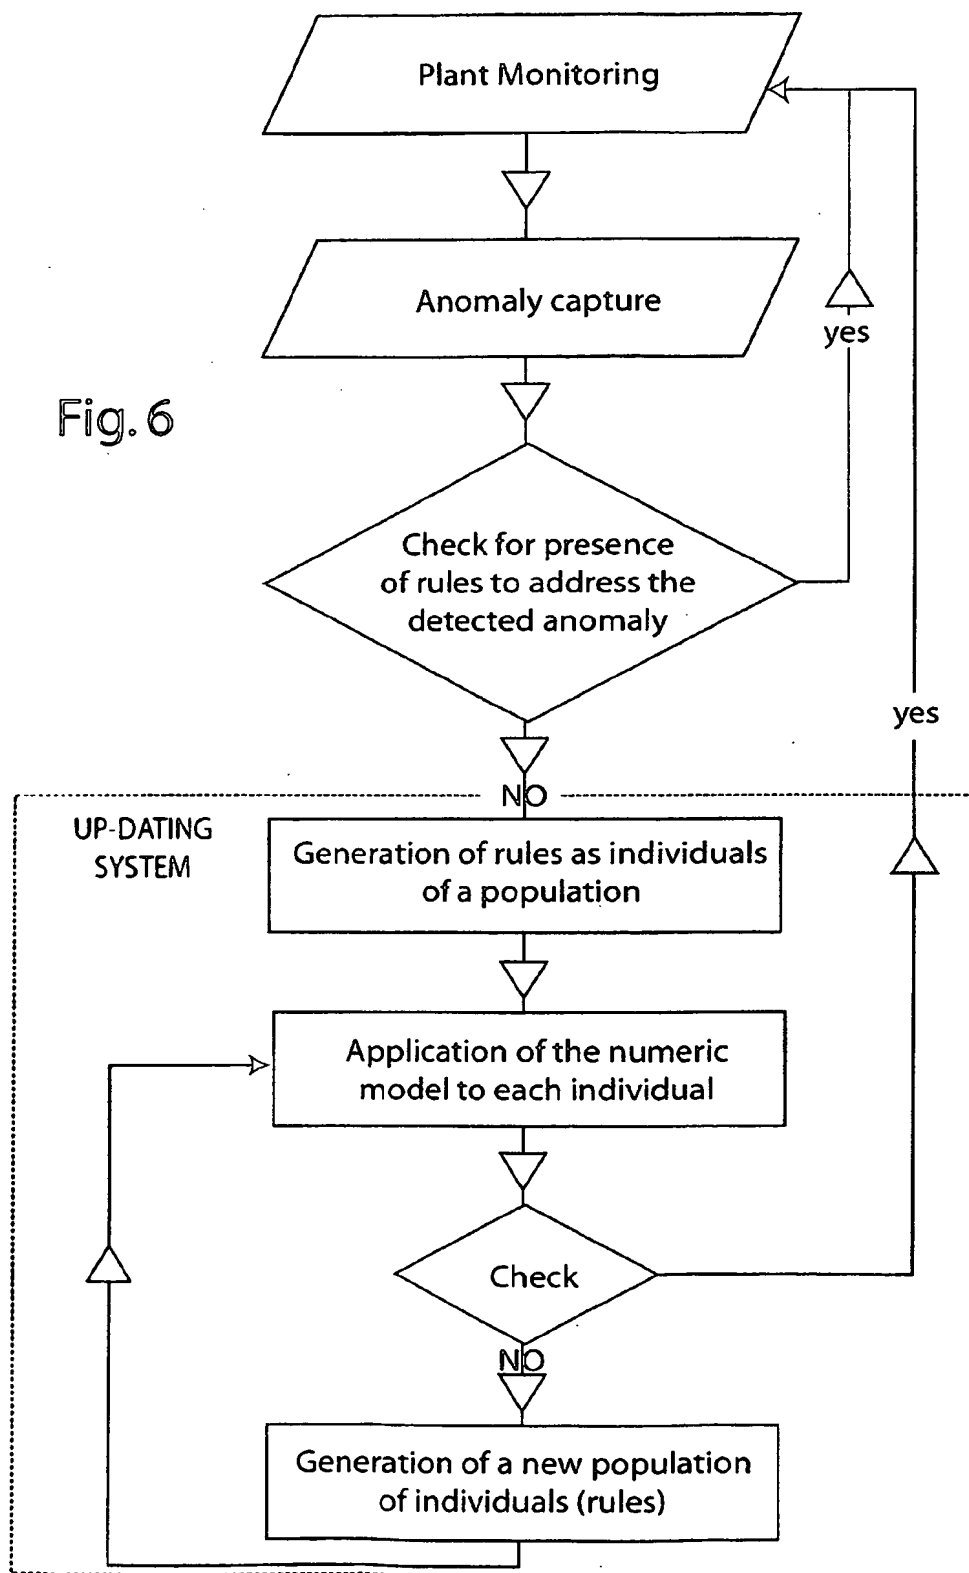 Plant Monitoring
Anomaly capture
yes
Fig. 6
Check for presence
of rules to address the
detected anomaly
yes
NO
UP-DATING
SYSTEM
Generation of rules as individuals
of a population
Application of the numeric
model to each individual
Check
NO
Generation of a new population
of individuals (rules)